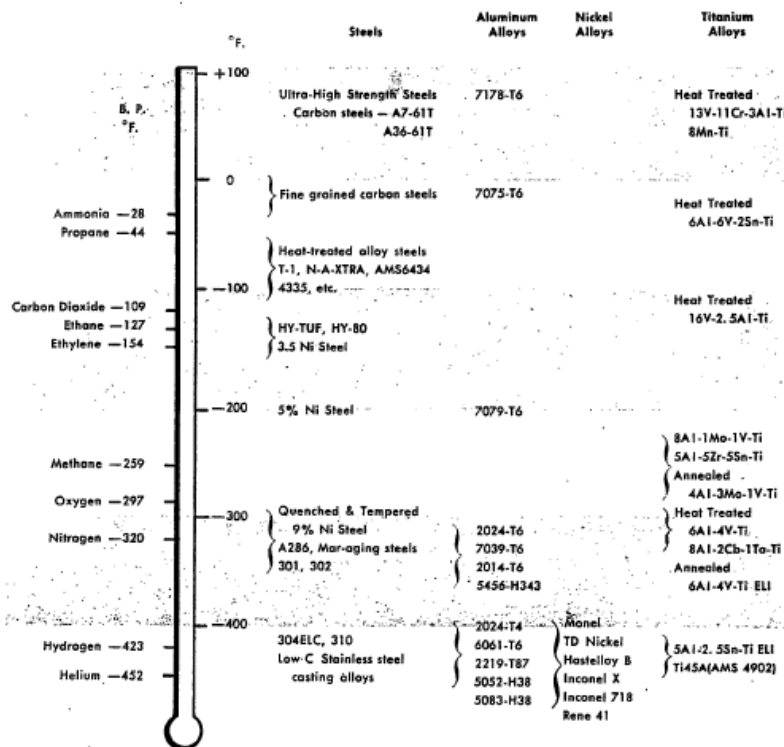 Aluminum Nickel Titanium
°F. Steels Alloys Alloys Alloys
+100
B. P.
°F.
Ultra-High Strength Steels 7178-T6 Heat Treated
Carbon steels — A7-61T 13V-11Cr-3Al-Ti
A36-61T 8Mn-Ti
0
Fine grained carbon steels 7075-T6
Heat Treated
Ammonia —28 6Al-6V-2Sn-Ti
Propane —44
Heat-treated alloy steels
T-1, N-A-XTRA, AMS6434
—100 4335, etc.
Heat Treated
Carbon Dioxide —109 16V-2.5Al-Ti
Ethane —127 HY-TUF, HY-80
Ethylene —154 3.5 Ni Steel
—200 5% Ni Steel 7079-T6
8Al-1Mo-1V-Ti
5Al-5Zr-5Sn-Ti
Methane —259 Annealed
4Al-3Mo-1V-Ti
Oxygen —297
—300 Quenched & Tempered Heat Treated
9% Ni Steel 2024-T6 6Al-4V-Ti
Nitrogen —320 A286, Mar-aging steels 7039-T6 8Al-2Cb-1Ta-Ti
301, 302 2014-T6 Annealed
5456-H343 6Al-4V-Ti ELI
—400 2024-T4 Monel
304ELC, 310 6061-T6 TD Nickel
Hydrogen —423 Low-C Stainless steel 2219-T87 Hastelloy B 5Al-2.5Sn-Ti ELI
casting alloys 5052-H38 Inconel X Ti45A(AMS 4902)
Helium —452 5083-H38 Inconel 718
Rene 41